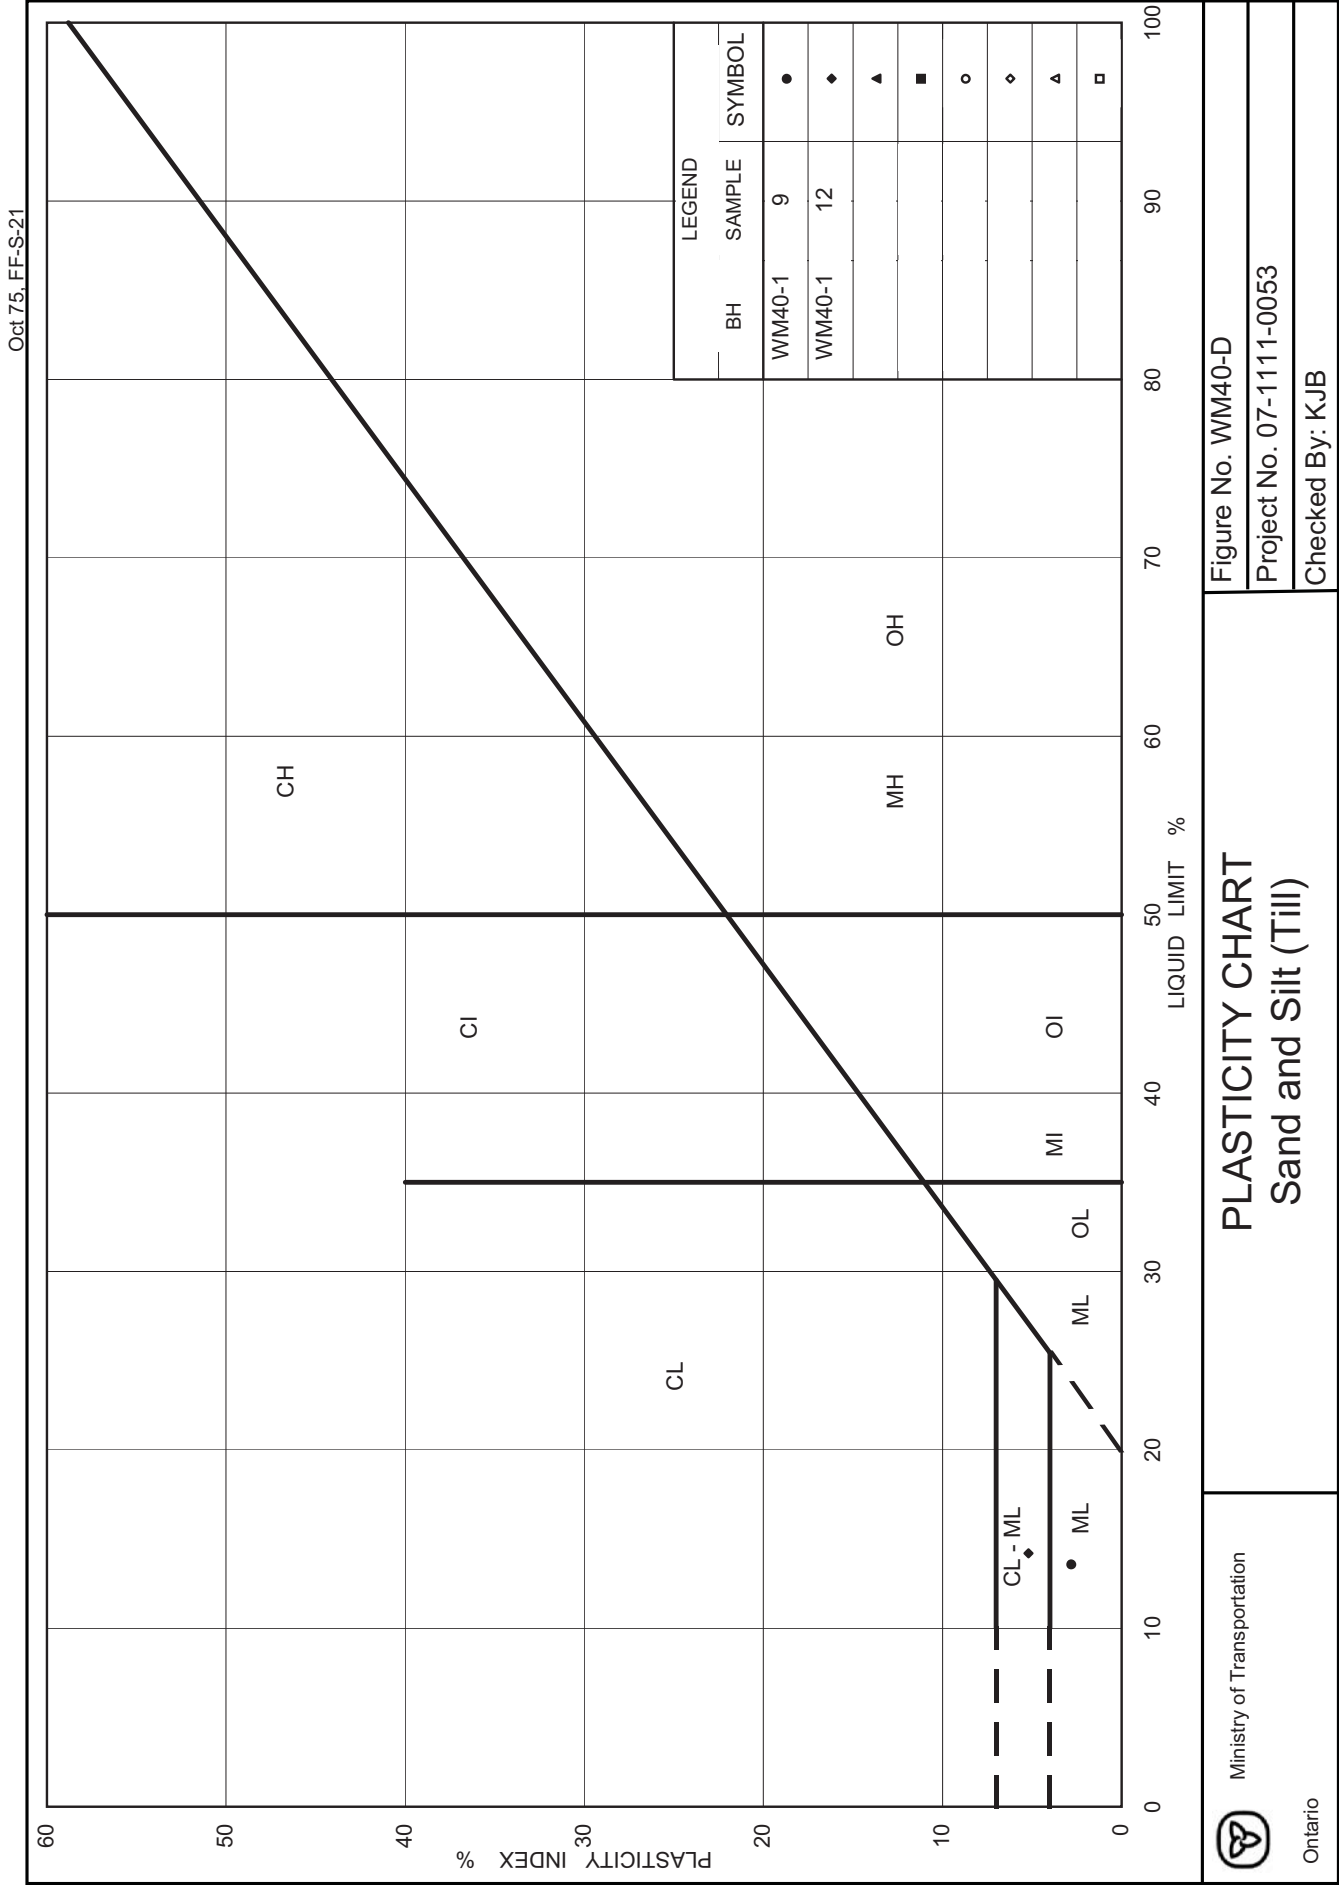 Oct 75, FF-S-21
60
50
40
30
20
10
0
PLASTICITY INDEX %
0
10
20
30
40
50
60
70
80
90
100
LIQUID LIMIT %
CH
CI
CL
CL - ML
ML
ML
OL
MI
OI
MH
OH
LEGEND
BH SAMPLE SYMBOL
WM40-1 9
WM40-1 12
Ministry of Transportation
Ontario
PLASTICITY CHART
Sand and Silt (Till)
Figure No. WM40-D
Project No. 07-1111-0053
Checked By: KJB